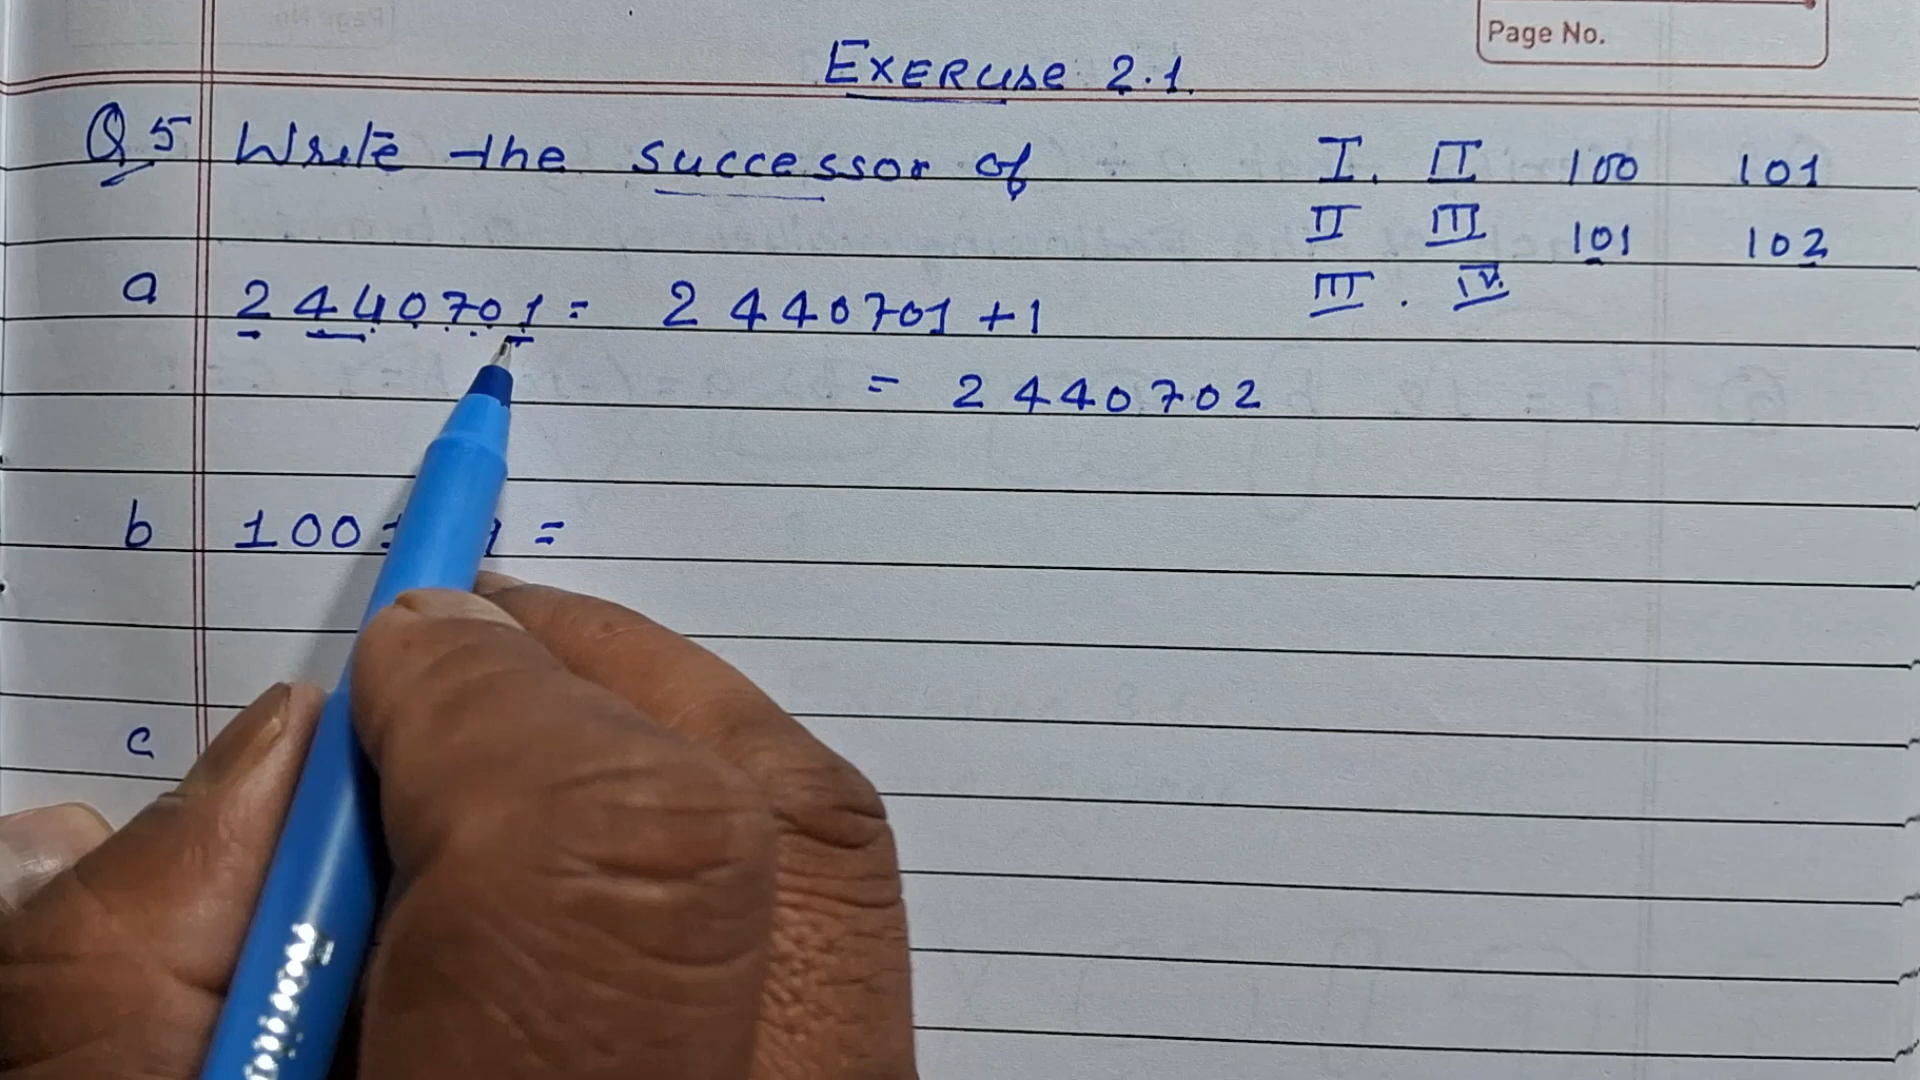 Page No.
EXERCISE 2.1.
Q 5 Write the successor of
I. II 100 101
II III 101 102
III. IV.
a 2440701 = 2440701 + 1
= 2440702
b 100 =
c